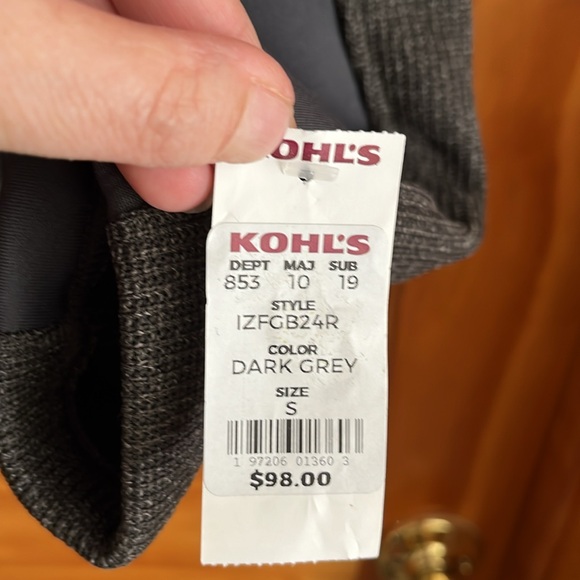 KOHL'S
KOHL'S
DEPT MAJ SUB
853 10 19
STYLE
IZFGB24R
COLOR
DARK GREY
SIZE
S
1 97206 01360 3
$98.00